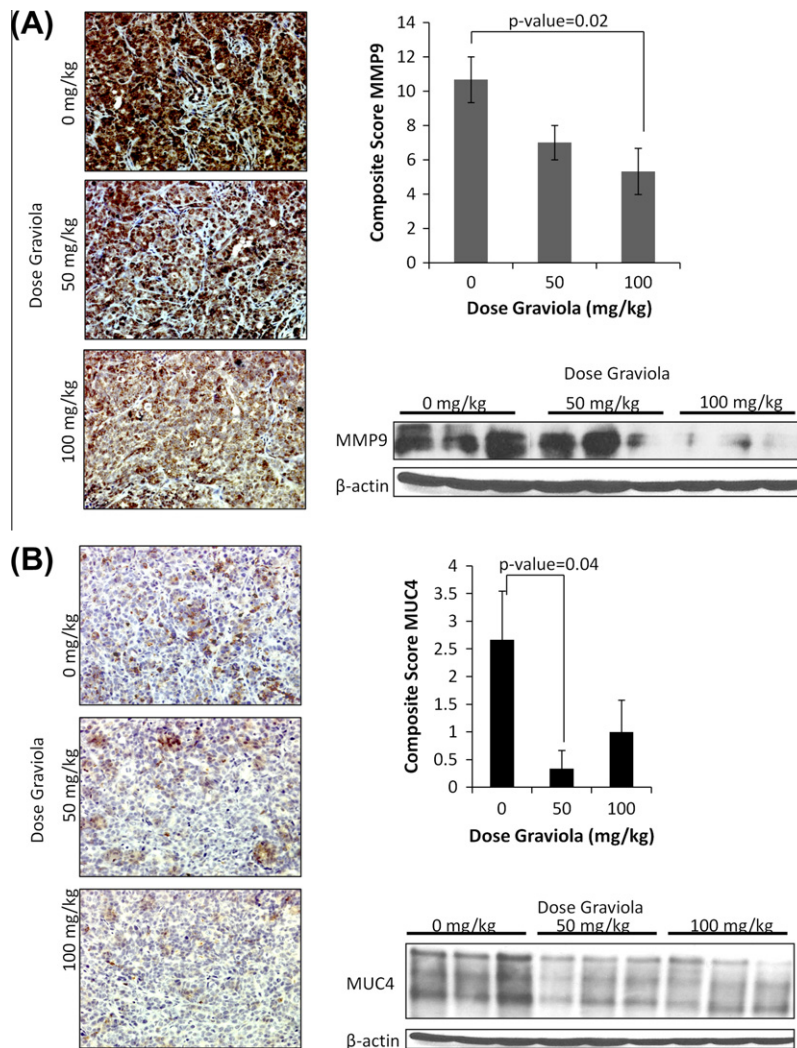 (A)
Dose Graviola
0 mg/kg
50 mg/kg
100 mg/kg
Composite Score MMP9
14
12
10
8
6
4
2
0
p-value=0.02
0
50
100
Dose Graviola (mg/kg)
Dose Graviola
0 mg/kg
50 mg/kg
100 mg/kg
MMP9
β-actin
(B)
Dose Graviola
0 mg/kg
50 mg/kg
100 mg/kg
Composite Score MUC4
4
3.5
3
2.5
2
1.5
1
0.5
0
p-value=0.04
0
50
100
Dose Graviola (mg/kg)
Dose Graviola
0 mg/kg
50 mg/kg
100 mg/kg
MUC4
β-actin